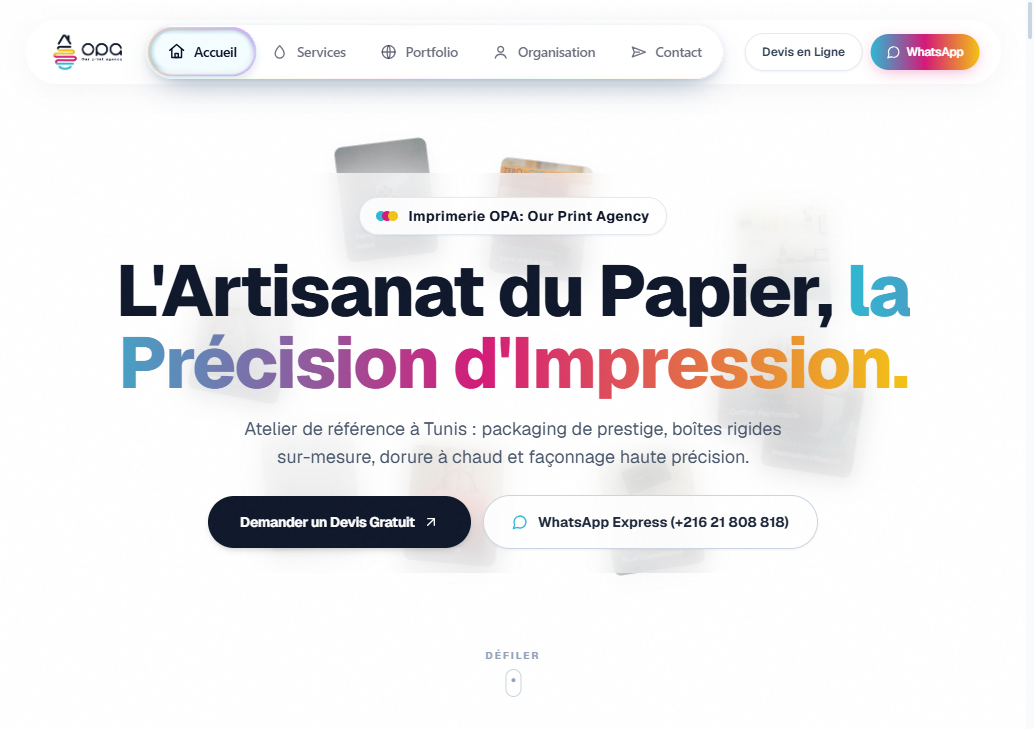 opa
Our print agency
Accueil
Services
Portfolio
Organisation
Contact
Devis en Ligne
WhatsApp
Imprimerie OPA: Our Print Agency
L'Artisanat du Papier, la
Précision d'Impression.
Atelier de référence à Tunis : packaging de prestige, boîtes rigides
sur-mesure, dorure à chaud et façonnage haute précision.
Demander un Devis Gratuit
WhatsApp Express (+216 21 808 818)
DÉFILER